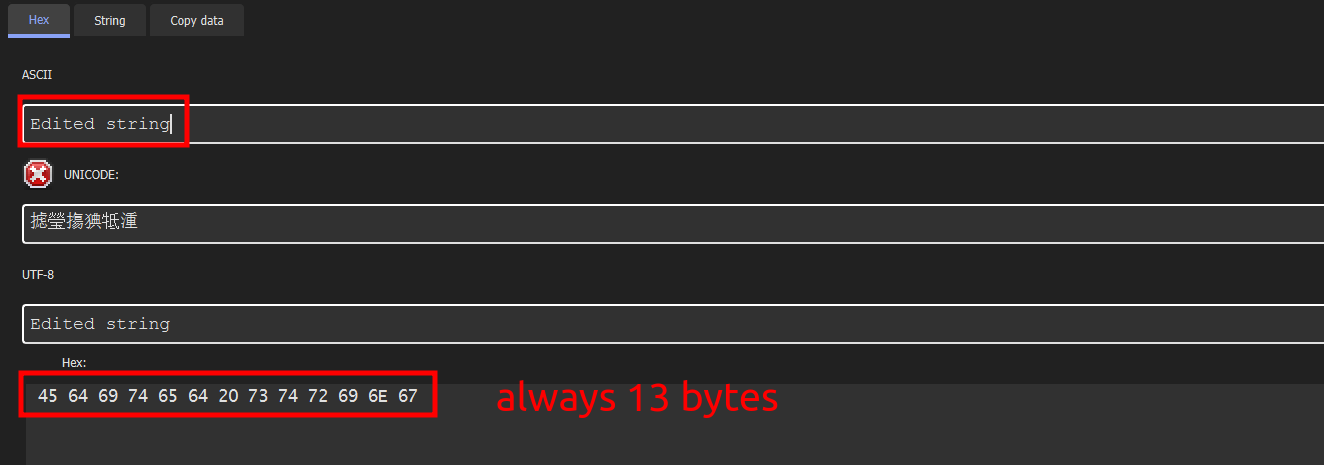 Hex String Copy data
ASCII
Edited string
UNICODE:
摅瑩摥猠牴湩
UTF-8
Edited string
Hex:
45 64 69 74 65 64 20 73 74 72 69 6E 67
always 13 bytes